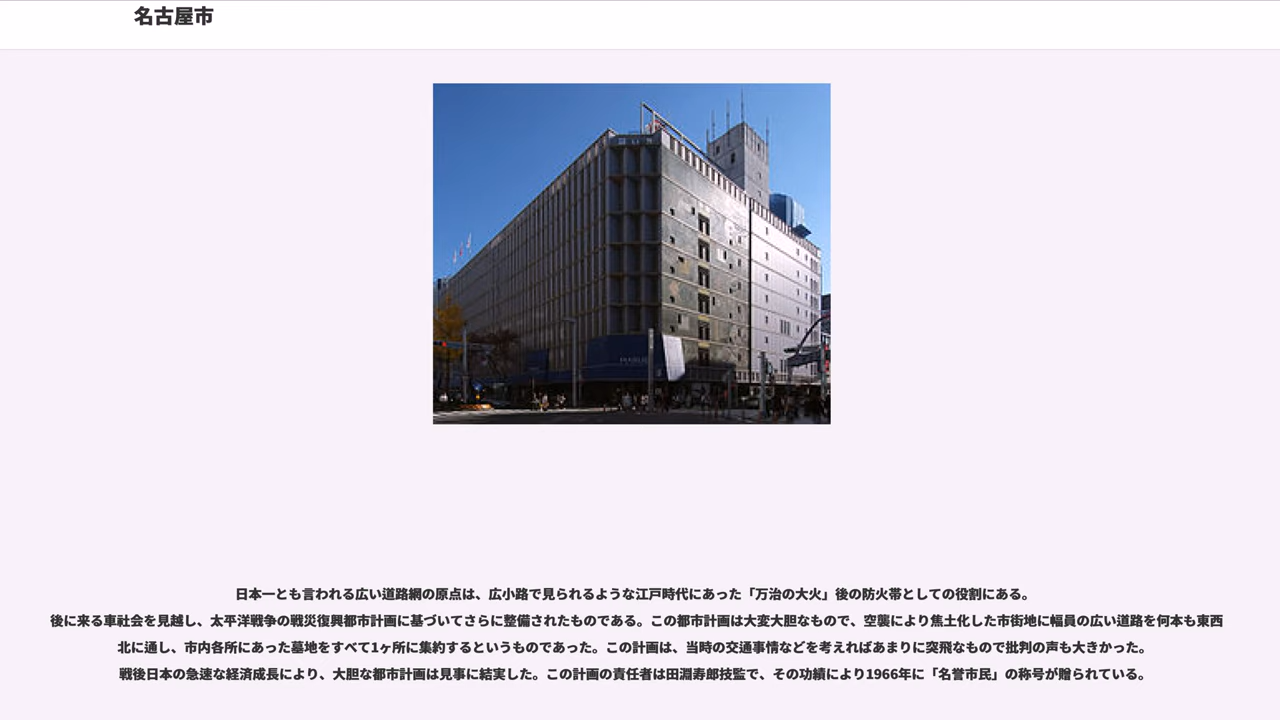 名古屋市
日本一とも言われる広い道路網の原点は、広小路で見られるような江戸時代にあった「万治の大火」後の防火帯としての役割にある。
後に来る車社会を見越し、太平洋戦争の戦災復興都市計画に基づいてさらに整備されたものである。この都市計画は大変大胆なもので、空襲により焦土化した市街地に幅員の広い道路を何本も東西
北に通し、市内各所にあった墓地をすべて1ヶ所に集約するというものであった。この計画は、当時の交通事情などを考えればあまりに突飛なもので批判の声も大きかった。
戦後日本の急速な経済成長により、大胆な都市計画は見事に結実した。この計画の責任者は田淵寿郎技監で、その功績により1966年に「名誉市民」の称号が贈られている。